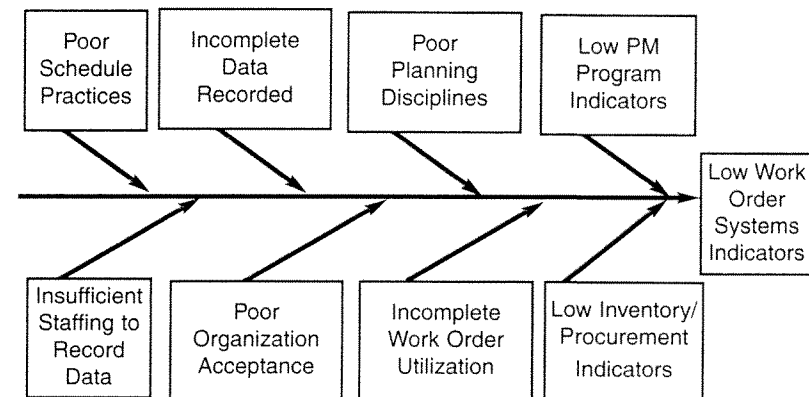 Poor
Schedule
Practices
Incomplete
Data
Recorded
Poor
Planning
Disciplines
Low PM
Program
Indicators
Low Work
Order
Systems
Indicators
Insufficient
Staffing to
Record
Data
Poor
Organization
Acceptance
Incomplete
Work Order
Utilization
Low Inventory/
Procurement
Indicators